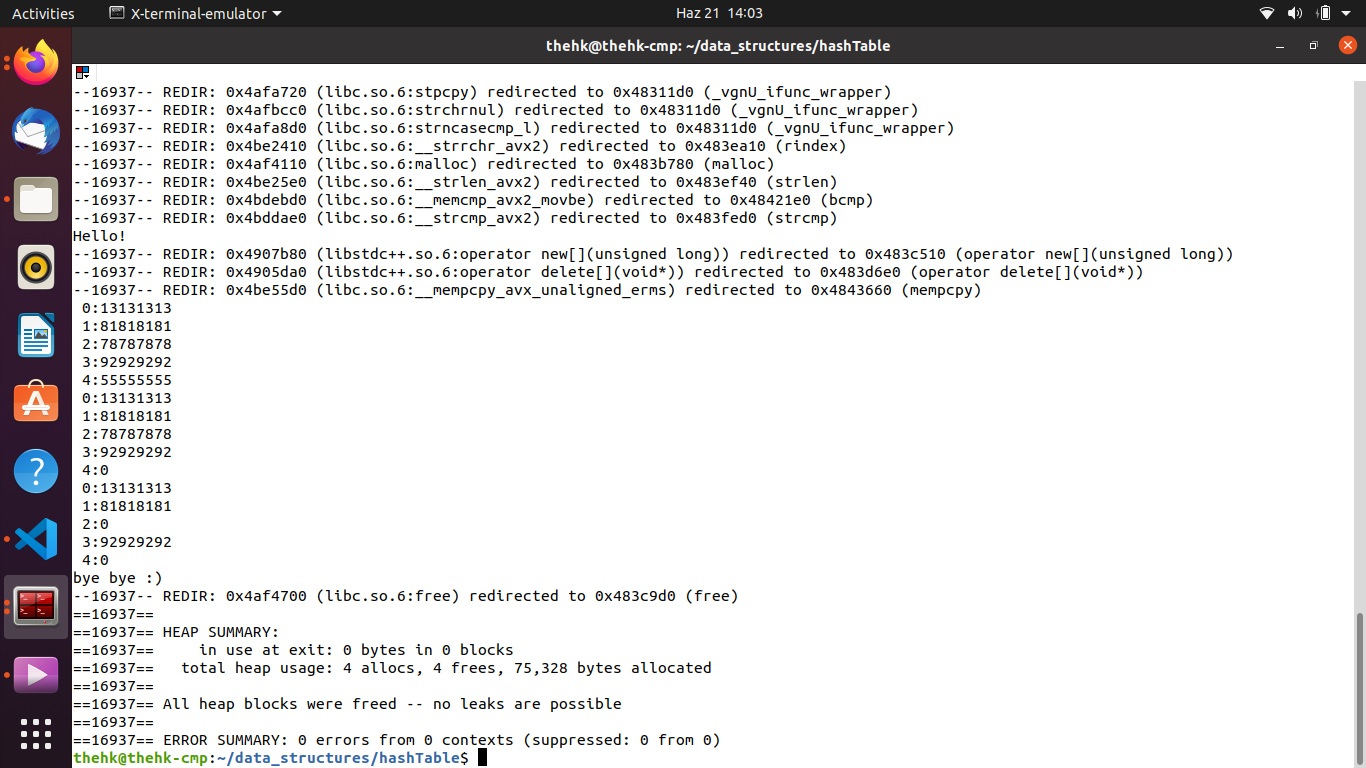 Activities
X-terminal-emulator
Haz 21 14:03
thehk@thehk-cmp: ~/data_structures/hashTable
--16937-- REDIR: 0x4afa720 (libc.so.6:stpcpy) redirected to 0x48311d0 (_vgnU_ifunc_wrapper)
--16937-- REDIR: 0x4afbcc0 (libc.so.6:strchrnul) redirected to 0x48311d0 (_vgnU_ifunc_wrapper)
--16937-- REDIR: 0x4afa8d0 (libc.so.6:strncasecmp_l) redirected to 0x48311d0 (_vgnU_ifunc_wrapper)
--16937-- REDIR: 0x4be2410 (libc.so.6:__strrchr_avx2) redirected to 0x483ea10 (rindex)
--16937-- REDIR: 0x4af4110 (libc.so.6:malloc) redirected to 0x483b780 (malloc)
--16937-- REDIR: 0x4be25e0 (libc.so.6:__strlen_avx2) redirected to 0x483ef40 (strlen)
--16937-- REDIR: 0x4bdebd0 (libc.so.6:__memcmp_avx2_movbe) redirected to 0x48421e0 (bcmp)
--16937-- REDIR: 0x4bddae0 (libc.so.6:__strcmp_avx2) redirected to 0x483fed0 (strcmp)
Hello!
--16937-- REDIR: 0x4907b80 (libstdc++.so.6:operator new[](unsigned long)) redirected to 0x483c510 (operator new[](unsigned long))
--16937-- REDIR: 0x4905da0 (libstdc++.so.6:operator delete[](void*)) redirected to 0x483d6e0 (operator delete[](void*))
--16937-- REDIR: 0x4be55d0 (libc.so.6:__mempcpy_avx_unaligned_erms) redirected to 0x4843660 (mempcpy)
 0:13131313
 1:81818181
 2:78787878
 3:92929292
 4:55555555
 0:13131313
 1:81818181
 2:78787878
 3:92929292
 4:0
 0:13131313
 1:81818181
 2:0
 3:92929292
 4:0
bye bye :)
--16937-- REDIR: 0x4af4700 (libc.so.6:free) redirected to 0x483c9d0 (free)
==16937==
==16937== HEAP SUMMARY:
==16937==     in use at exit: 0 bytes in 0 blocks
==16937==   total heap usage: 4 allocs, 4 frees, 75,328 bytes allocated
==16937==
==16937== All heap blocks were freed -- no leaks are possible
==16937==
==16937== ERROR SUMMARY: 0 errors from 0 contexts (suppressed: 0 from 0)
thehk@thehk-cmp:~/data_structures/hashTable$